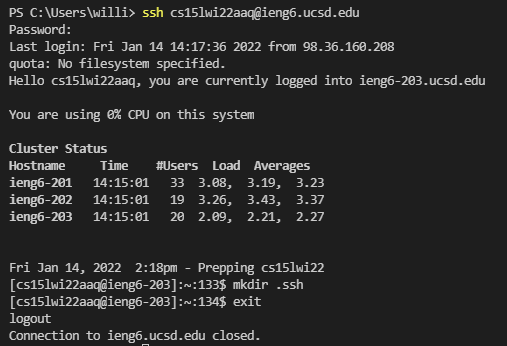 PS C:\Users\willi> ssh cs15lwi22aaq@ieng6.ucsd.edu
Password:
Last login: Fri Jan 14 14:17:36 2022 from 98.36.160.208
quota: No filesystem specified.
Hello cs15lwi22aaq, you are currently logged into ieng6-203.ucsd.edu
You are using 0% CPU on this system
Cluster Status
Hostname     Time    #Users  Load  Averages
ieng6-201   14:15:01   33  3.08,  3.19,  3.23
ieng6-202   14:15:01   19  3.26,  3.43,  3.37
ieng6-203   14:15:01   20  2.09,  2.21,  2.27
Fri Jan 14, 2022  2:18pm - Prepping cs15lwi22
[cs15lwi22aaq@ieng6-203]:~:133$ mkdir .ssh
[cs15lwi22aaq@ieng6-203]:~:134$ exit
logout
Connection to ieng6.ucsd.edu closed.